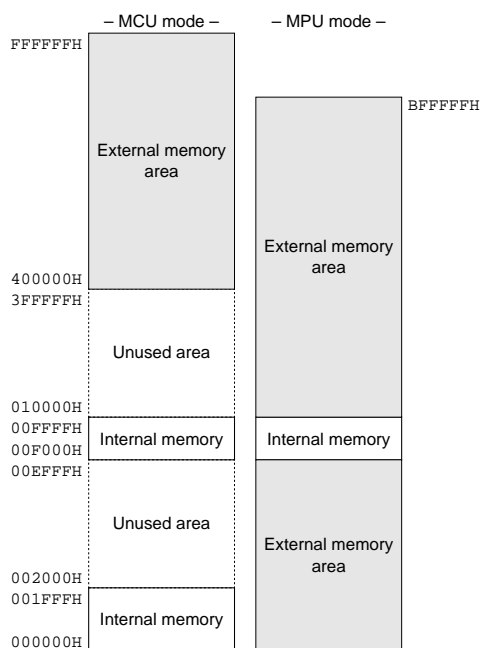 – MCU mode –
– MPU mode –
FFFFFFH
BFFFFFH
External memory
area
External memory
area
400000H
3FFFFFH
Unused area
010000H
00FFFFH
Internal memory
Internal memory
00F000H
00EFFFH
Unused area
External memory
area
002000H
001FFFH
Internal memory
000000H